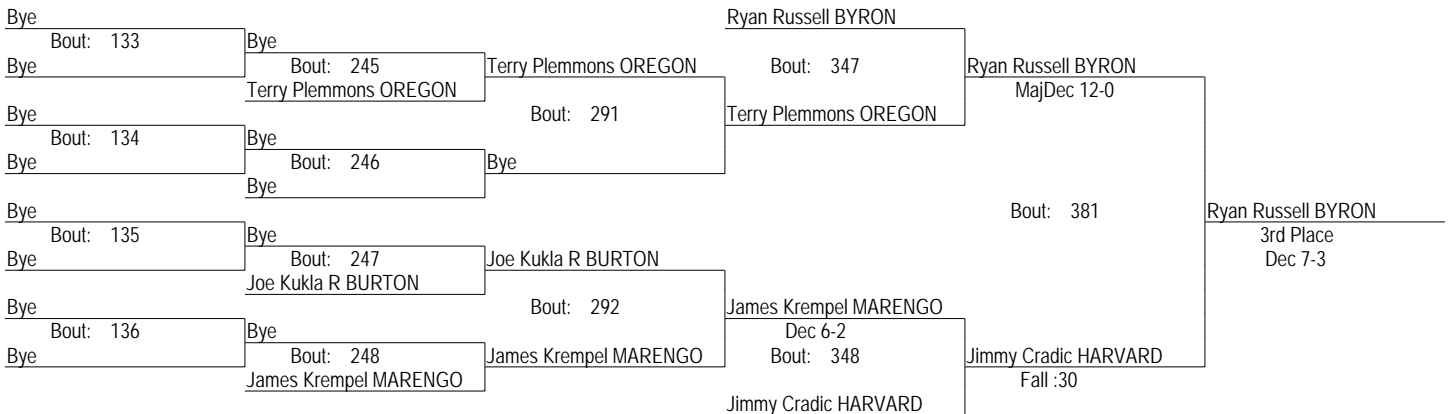 Bye Ryan Russell BYRON
Bout: 133 Bye
Bye Bout: 245 Terry Plemmons OREGON Bout: 347 Ryan Russell BYRON
Terry Plemmons OREGON MajDec 12-0
Bye Bout: 291 Terry Plemmons OREGON
Bout: 134 Bye
Bye Bout: 246 Bye
Bye
Bye Bout: 381 Ryan Russell BYRON
Bout: 135 Bye 3rd Place
Bye Bout: 247 Joe Kukla R BURTON Dec 7-3
Joe Kukla R BURTON
Bye Bout: 292 James Krempel MARENGO
Bout: 136 Bye Dec 6-2
Bye Bout: 248 James Krempel MARENGO Bout: 348 Jimmy Cradic HARVARD
James Krempel MARENGO Fall :30
Jimmy Cradic HARVARD